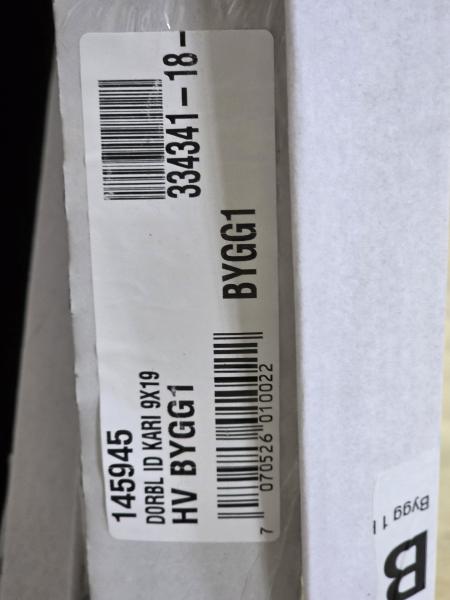 145945
DORBL ID KARI 9X19
HV BYGG1
7 070526 010022
BYGG1
334341-18-
Bygg 1
B